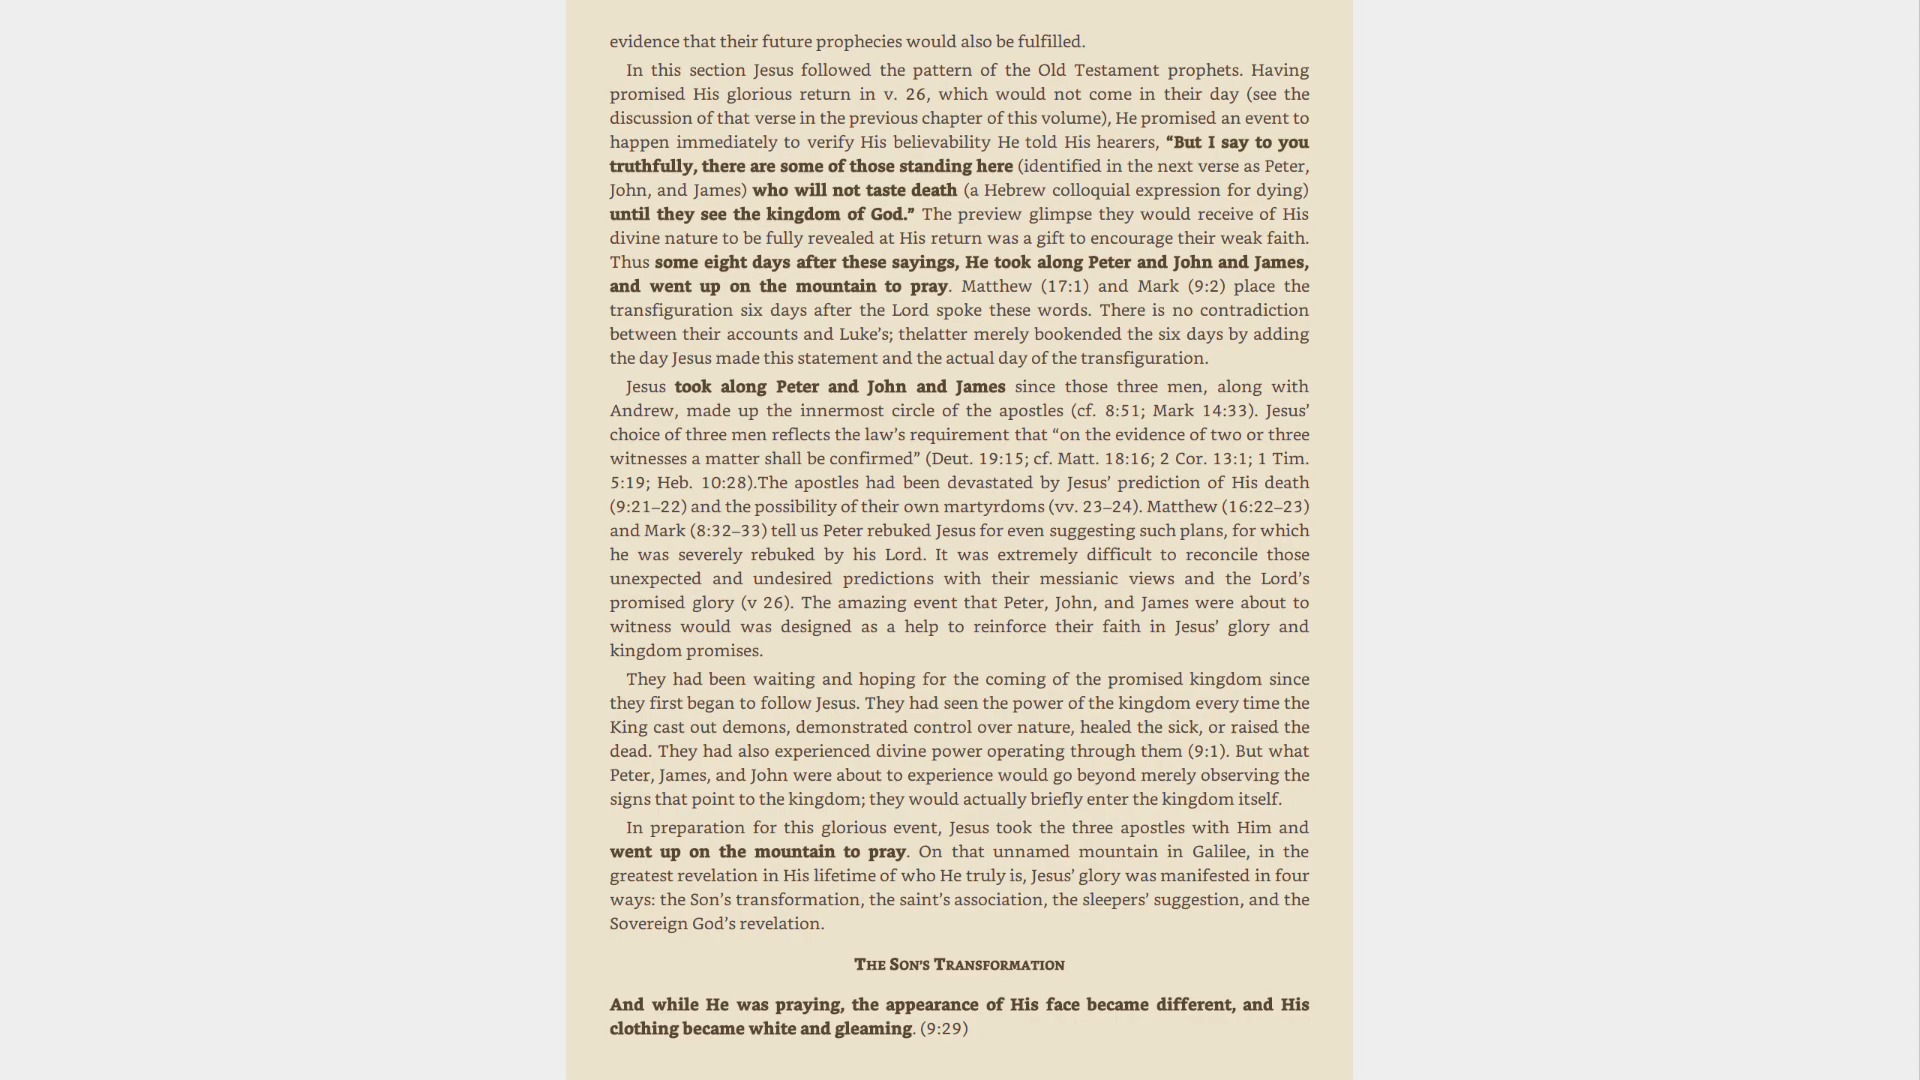 evidence that their future prophecies would also be fulfilled.
In this section Jesus followed the pattern of the Old Testament prophets. Having
promised His glorious return in v. 26, which would not come in their day (see the
discussion of that verse in the previous chapter of this volume), He promised an event to
happen immediately to verify His believability He told His hearers, “But I say to you
truthfully, there are some of those standing here (identified in the next verse as Peter,
John, and James) who will not taste death (a Hebrew colloquial expression for dying)
until they see the kingdom of God.” The preview glimpse they would receive of His
divine nature to be fully revealed at His return was a gift to encourage their weak faith.
Thus some eight days after these sayings, He took along Peter and John and James,
and went up on the mountain to pray. Matthew (17:1) and Mark (9:2) place the
transfiguration six days after the Lord spoke these words. There is no contradiction
between their accounts and Luke’s; thelatter merely bookended the six days by adding
the day Jesus made this statement and the actual day of the transfiguration.
Jesus took along Peter and John and James since those three men, along with
Andrew, made up the innermost circle of the apostles (cf. 8:51; Mark 14:33). Jesus’
choice of three men reflects the law’s requirement that “on the evidence of two or three
witnesses a matter shall be confirmed” (Deut. 19:15; cf. Matt. 18:16; 2 Cor. 13:1; 1 Tim.
5:19; Heb. 10:28).The apostles had been devastated by Jesus’ prediction of His death
(9:21–22) and the possibility of their own martyrdoms (vv. 23–24). Matthew (16:22–23)
and Mark (8:32–33) tell us Peter rebuked Jesus for even suggesting such plans, for which
he was severely rebuked by his Lord. It was extremely difficult to reconcile those
unexpected and undesired predictions with their messianic views and the Lord’s
promised glory (v 26). The amazing event that Peter, John, and James were about to
witness would was designed as a help to reinforce their faith in Jesus’ glory and
kingdom promises.
They had been waiting and hoping for the coming of the promised kingdom since
they first began to follow Jesus. They had seen the power of the kingdom every time the
King cast out demons, demonstrated control over nature, healed the sick, or raised the
dead. They had also experienced divine power operating through them (9:1). But what
Peter, James, and John were about to experience would go beyond merely observing the
signs that point to the kingdom; they would actually briefly enter the kingdom itself.
In preparation for this glorious event, Jesus took the three apostles with Him and
went up on the mountain to pray. On that unnamed mountain in Galilee, in the
greatest revelation in His lifetime of who He truly is, Jesus’ glory was manifested in four
ways: the Son’s transformation, the saint’s association, the sleepers’ suggestion, and the
Sovereign God’s revelation.
The Son’s Transformation
And while He was praying, the appearance of His face became different, and His
clothing became white and gleaming. (9:29)